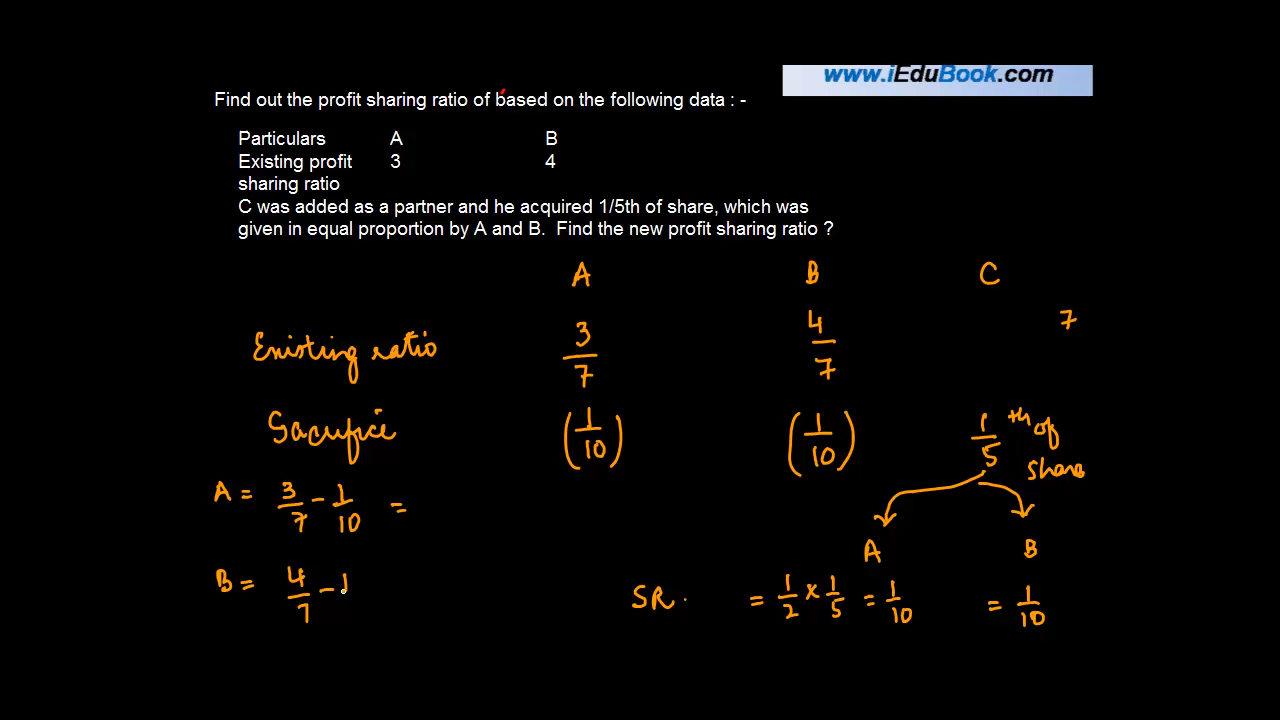 www.iEduBook.com
Find out the profit sharing ratio of based on the following data : -
Particulars A B
Existing profit 3 4
sharing ratio
C was added as a partner and he acquired 1/5th of share, which was
given in equal proportion by A and B. Find the new profit sharing ratio ?
A B C
7
Existing ratio 3/7 4/7
Sacrifice (1/10) (1/10) 1/5 th of
share
A = 3/7 - 1/10 =
A B
B = 4/7 - 1
SR. = 1/2 x 1/5 = 1/10 = 1/10